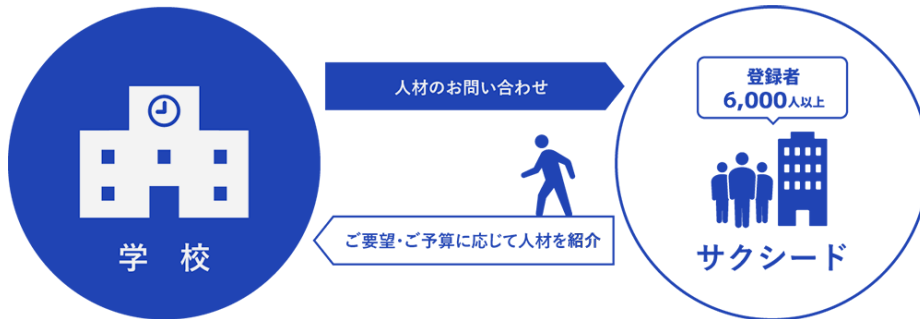 学 校
人材のお問い合わせ
ご要望・ご予算に応じて人材を紹介
登録者
6,000人以上
サクシード